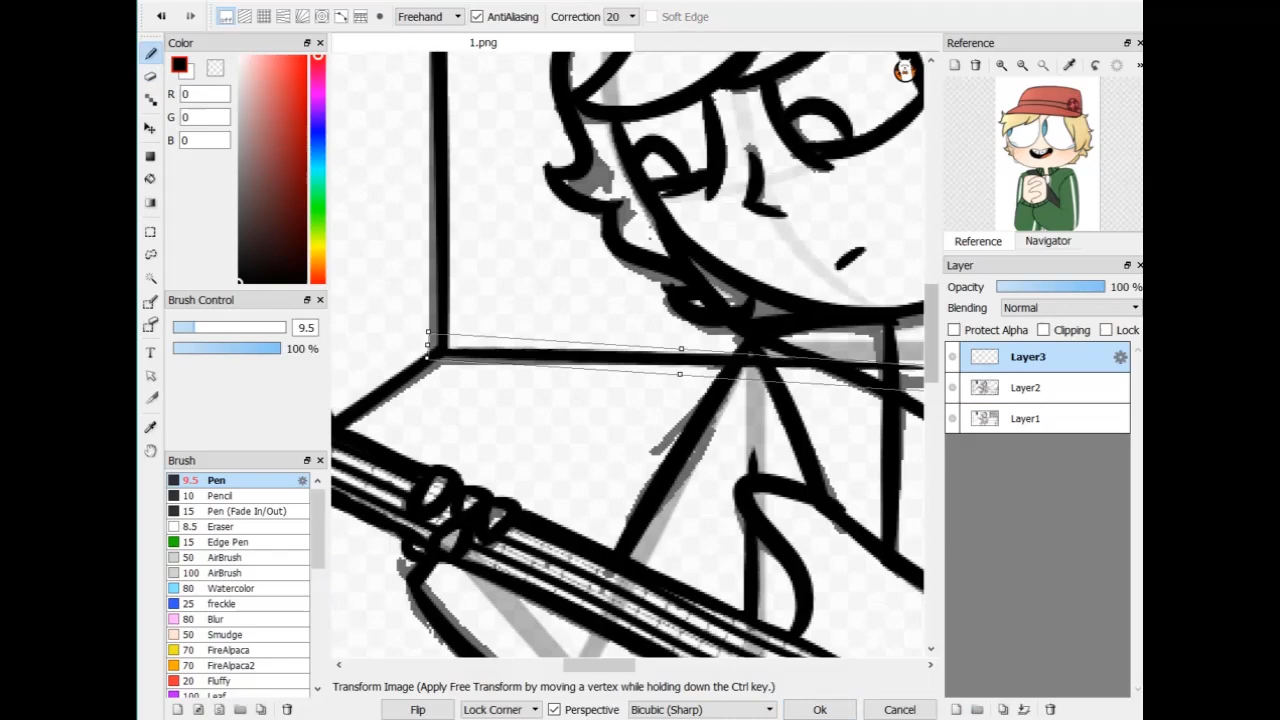 Freehand AntiAliasing Correction 20 Soft Edge
Color
1.png
Reference
R 0
G 0
B 0
Reference Navigator
Layer
Opacity 100 %
Blending Normal
Protect Alpha Clipping Lock
Layer3
Layer2
Layer1
Brush Control
9.5
100 %
Brush
9.5 Pen
10 Pencil
15 Pen (Fade In/Out)
8.5 Eraser
15 Edge Pen
50 AirBrush
100 AirBrush
80 Watercolor
25 freckle
80 Blur
50 Smudge
70 FireAlpaca
70 FireAlpaca2
20 Fluffy
100 Leaf
Transform Image (Apply Free Transform by moving a vertex while holding down the Ctrl key.)
Flip Lock Corner Perspective Bicubic (Sharp) Ok Cancel